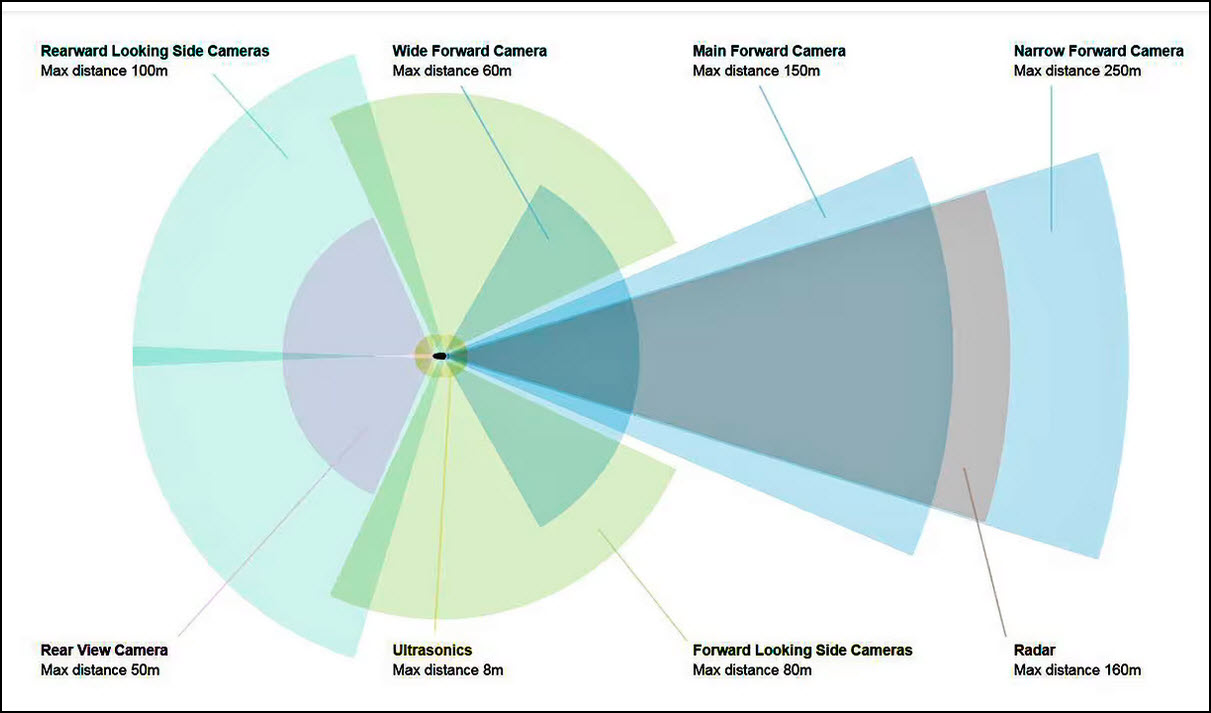 Rearward Looking Side Cameras
Max distance 100m
Wide Forward Camera
Max distance 60m
Main Forward Camera
Max distance 150m
Narrow Forward Camera
Max distance 250m
Rear View Camera
Max distance 50m
Ultrasonics
Max distance 8m
Forward Looking Side Cameras
Max distance 80m
Radar
Max distance 160m